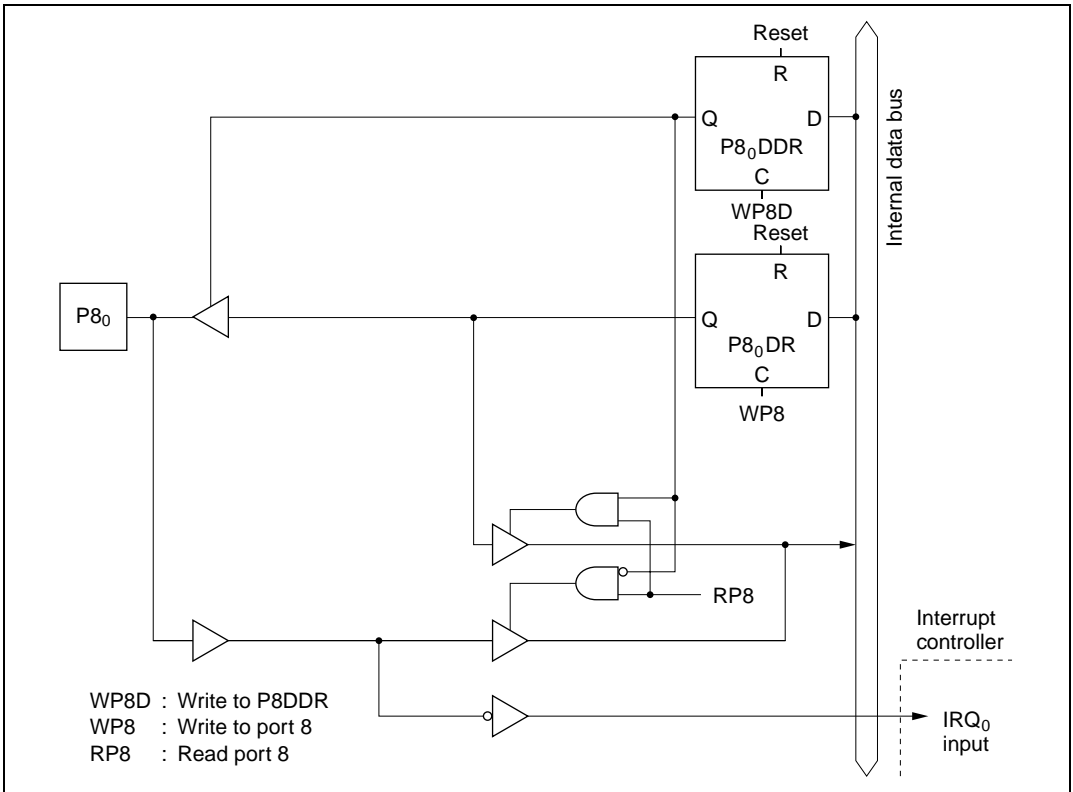 Reset
R
Q D
P8₀DDR
C
WP8D
Reset
R
Q D
P8₀DR
C
WP8
Internal data bus
P8₀
RP8
Interrupt
controller
IRQ₀
input
WP8D : Write to P8DDR
WP8 : Write to port 8
RP8 : Read port 8